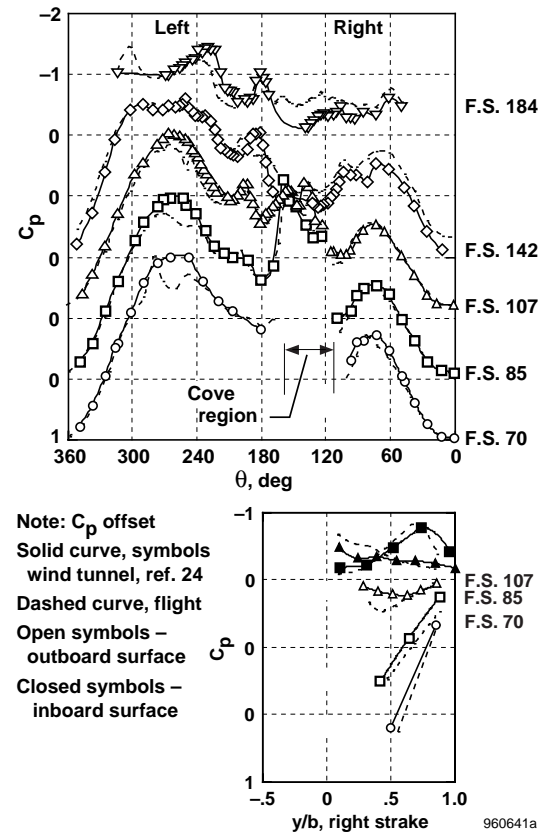 Left
Right
–1
0
0
0
0
0
1
Cp
F.S. 184
F.S. 142
F.S. 107
F.S. 85
F.S. 70
Cove
region
360
300
240
180
120
60
0
θ, deg
Note: Cp offset
Solid curve, symbols
wind tunnel, ref. 24
Dashed curve, flight
Open symbols –
outboard surface
Closed symbols –
inboard surface
–1
0
0
0
1
Cp
F.S. 107
F.S. 85
F.S. 70
–.5
0
.5
1.0
y/b, right strake
960641a